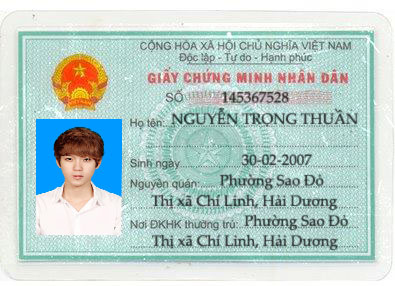 CỘNG HÒA XÃ HỘI CHỦ NGHĨA VIỆT NAM
Độc lập - Tự do - Hạnh phúc
GIẤY CHỨNG MINH NHÂN DÂN
SỐ 145367528
Họ tên: NGUYỄN TRỌNG THUẦN
Sinh ngày 30-02-2007
Nguyên quán: Phường Sao Đỏ
Thị xã Chí Linh, Hải Dương
Nơi ĐKHK thường trú: Phường Sao Đỏ
Thị xã Chí Linh, Hải Dương
VIỆT NAM